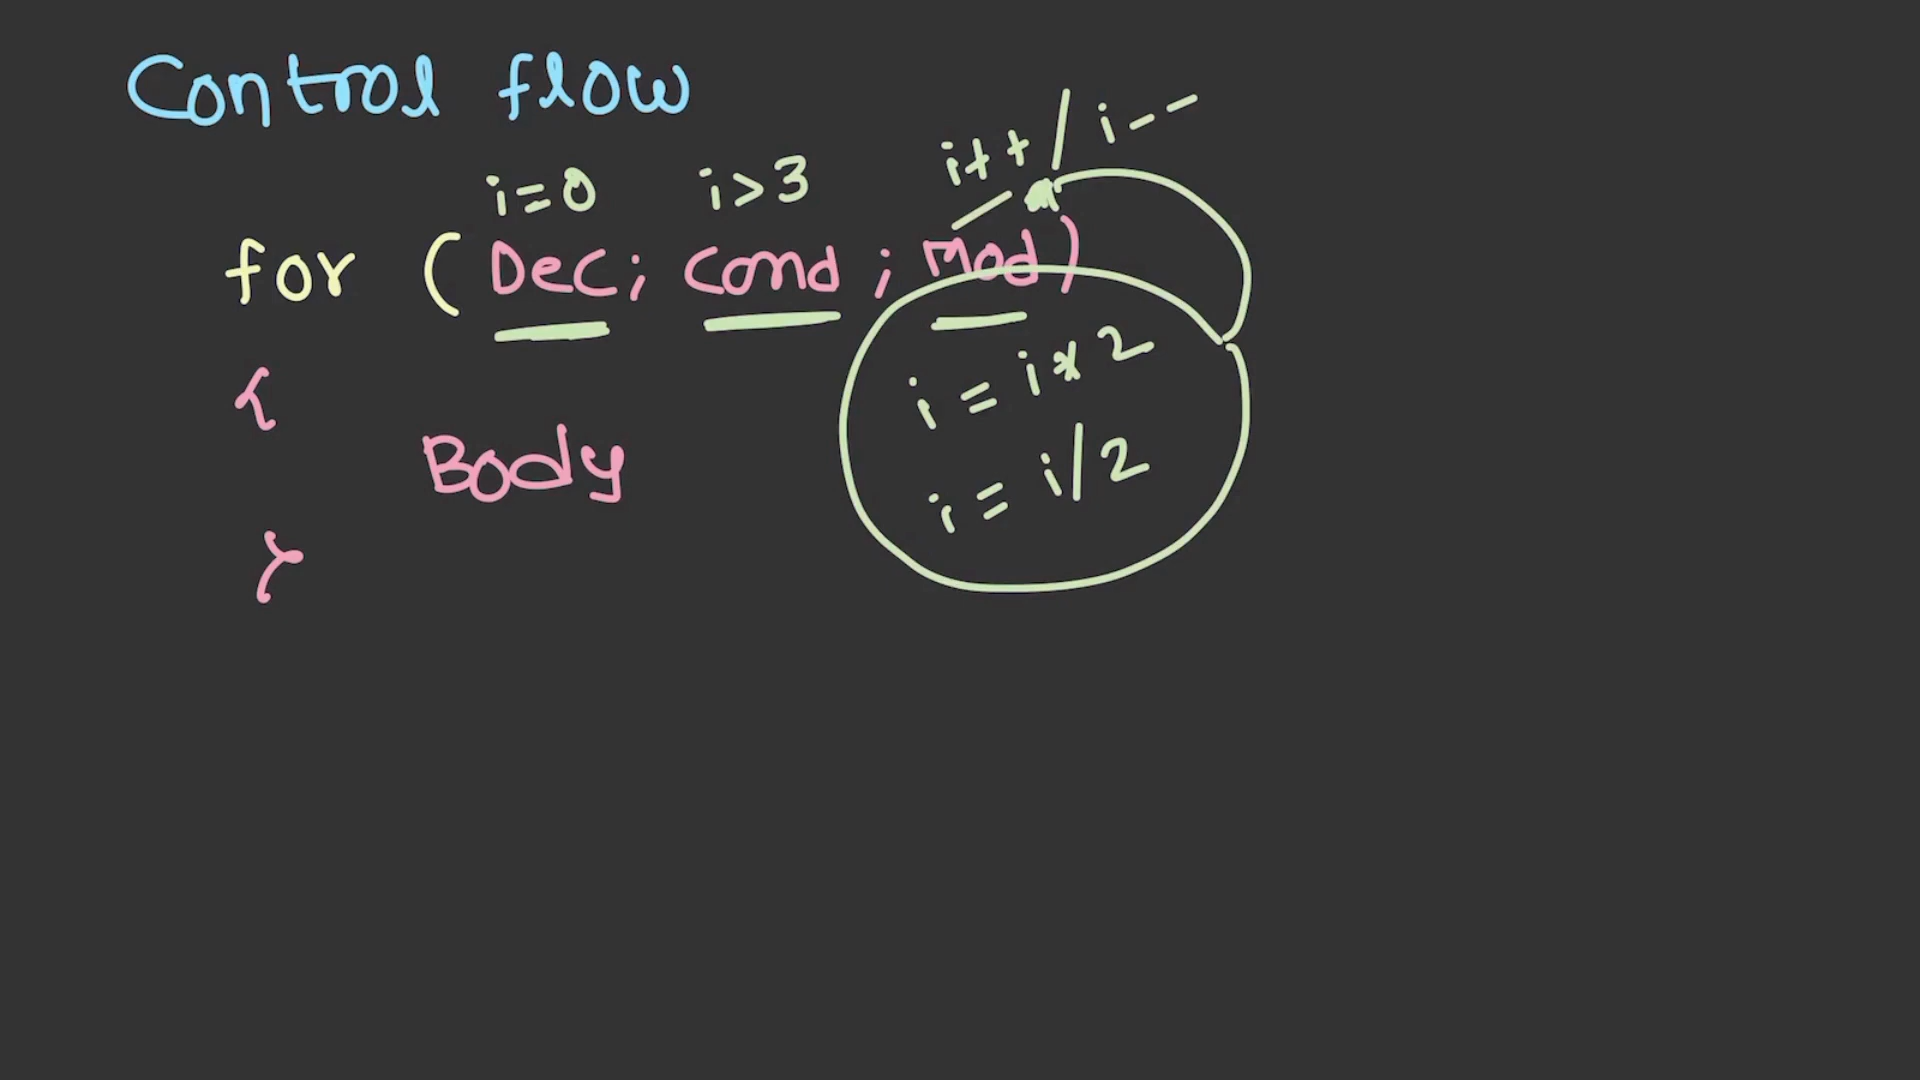 Control flow
i=0 i>3 i++/i--
for (Dec; Cond; Mod)
{
i = i*2
Body
i = i/2
}